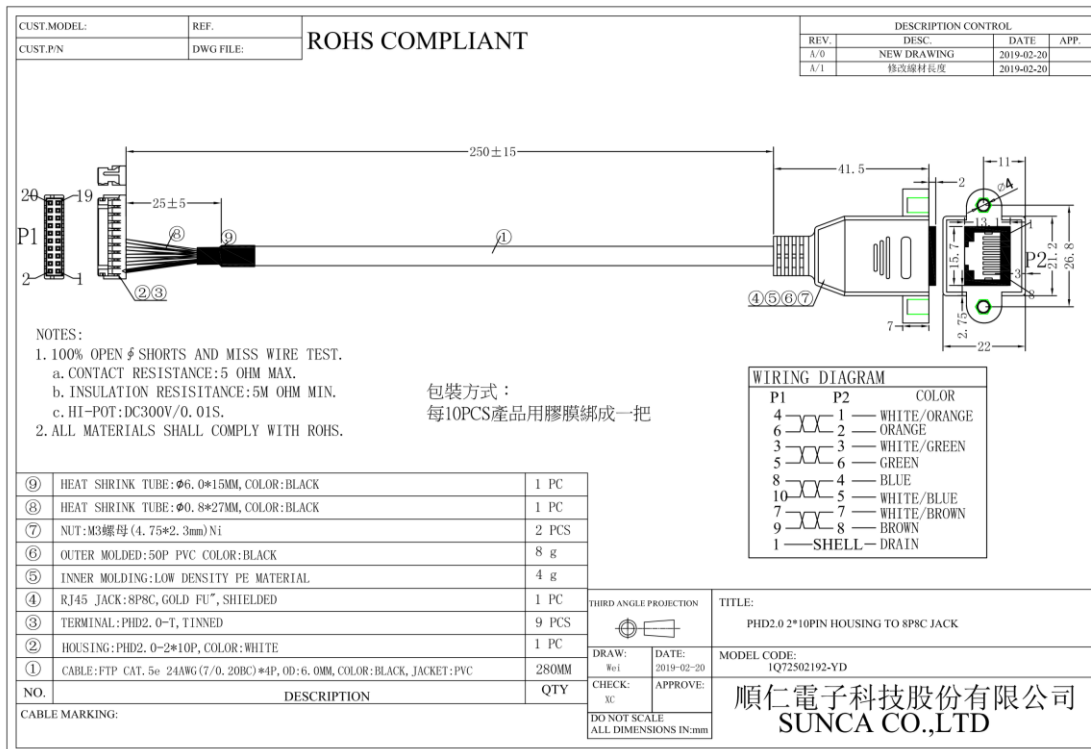 CUST.MODEL:
REF.
CUST.P/N
DWG FILE:
ROHS COMPLIANT
DESCRIPTION CONTROL
REV. DESC. DATE APP.
A/0 NEW DRAWING 2019-02-20
A/1 修改線材長度 2019-02-20
250±15
41.5
2
11
ø4
20
19
25±5
P1
⑧
⑨
①
13.1
1
15.7
P2
21.2
26.8
3
2
1
②③
④⑤⑥⑦
8
7
2.75
22
NOTES:
1. 100% OPEN ∮ SHORTS AND MISS WIRE TEST.
a. CONTACT RESISTANCE:5 OHM MAX.
b. INSULATION RESISITANCE:5M OHM MIN.
c. HI-POT:DC300V/0.01S.
2. ALL MATERIALS SHALL COMPLY WITH ROHS.
包裝方式：
每10PCS產品用膠膜綁成一把
WIRING DIAGRAM
P1 P2 COLOR
4 1 WHITE/ORANGE
6 2 ORANGE
3 3 WHITE/GREEN
5 6 GREEN
8 4 BLUE
10 5 WHITE/BLUE
7 7 WHITE/BROWN
9 8 BROWN
1 SHELL DRAIN
⑨ HEAT SHRINK TUBE:Φ6.0*15MM,COLOR:BLACK 1 PC
⑧ HEAT SHRINK TUBE:Φ0.8*27MM,COLOR:BLACK 1 PC
⑦ NUT:M3螺母(4.75*2.3mm)Ni 2 PCS
⑥ OUTER MOLDED:50P PVC COLOR:BLACK 8 g
⑤ INNER MOLDING:LOW DENSITY PE MATERIAL 4 g
④ RJ45 JACK:8P8C,GOLD FU",SHIELDED 1 PC
③ TERMINAL:PHD2.0-T,TINNED 9 PCS
② HOUSING:PHD2.0-2*10P,COLOR:WHITE 1 PC
① CABLE:FTP CAT.5e 24AWG(7/0.20BC)*4P,OD:6.0MM,COLOR:BLACK,JACKET:PVC 280MM
NO. DESCRIPTION QTY
CABLE MARKING:
THIRD ANGLE PROJECTION
TITLE:
PHD2.0 2*10PIN HOUSING TO 8P8C JACK
DRAW: Wei
DATE: 2019-02-20
MODEL CODE:
1Q72502192-YD
CHECK: XC
APPROVE:
DO NOT SCALE
ALL DIMENSIONS IN:mm
順仁電子科技股份有限公司
SUNCA CO.,LTD